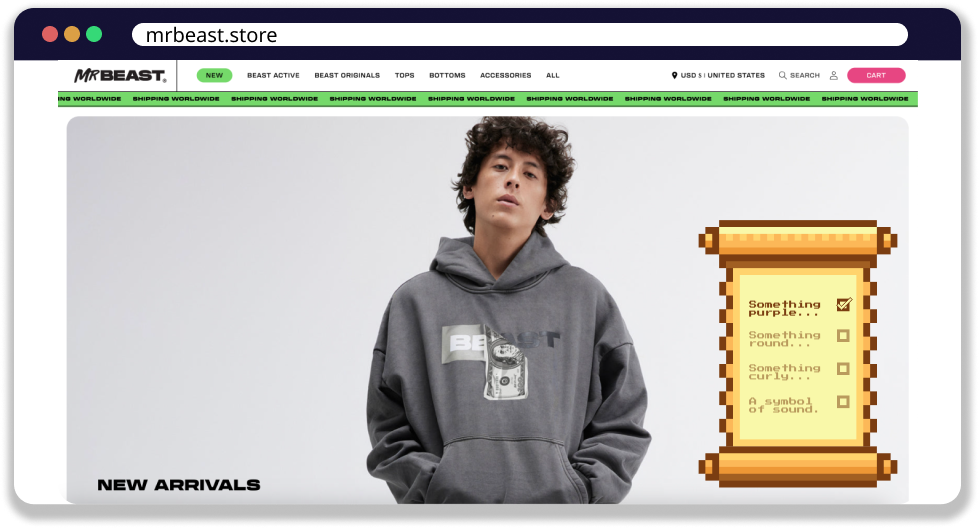 mrbeast.store
MRBEAST®
NEW BEAST ACTIVE BEAST ORIGINALS TOPS BOTTOMS ACCESSORIES ALL USD $ | UNITED STATES SEARCH CART
ING WORLDWIDE SHIPPING WORLDWIDE SHIPPING WORLDWIDE SHIPPING WORLDWIDE SHIPPING WORLDWIDE SHIPPING WORLDWIDE SHIPPING WORLDWIDE SHIPPING WORLDWIDE SHIPPING WORLDWIDE
BEAST
Something
purple...
Something
round...
Something
curly...
A symbol
of sound.
NEW ARRIVALS